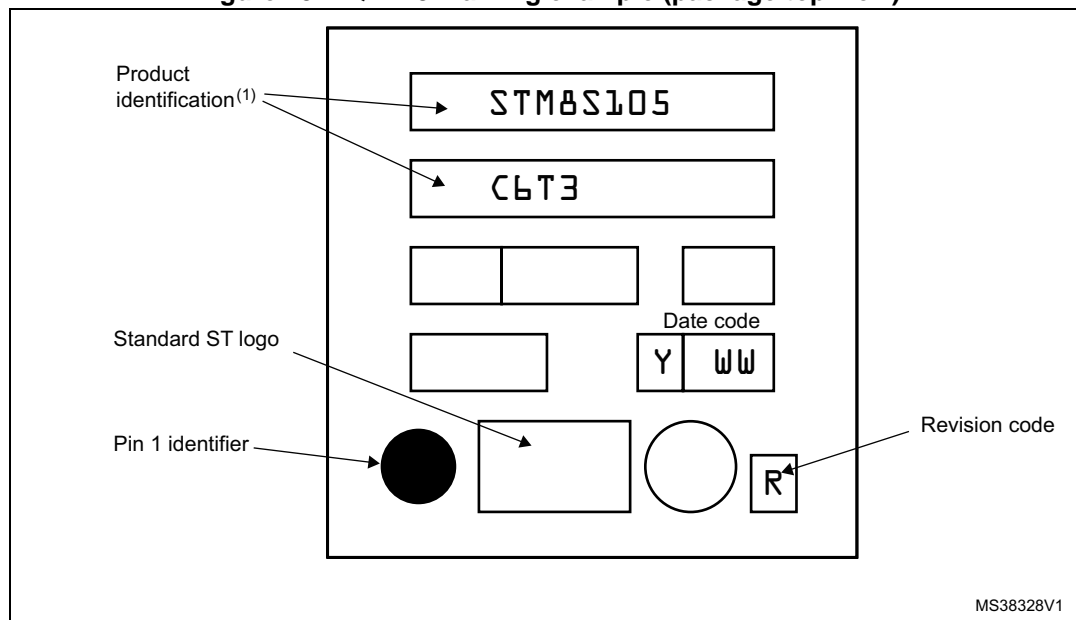 Product
identification(1)
STM8S105
C6T3
Date code
Standard ST logo
Y WW
Pin 1 identifier
Revision code
R
MS38328V1